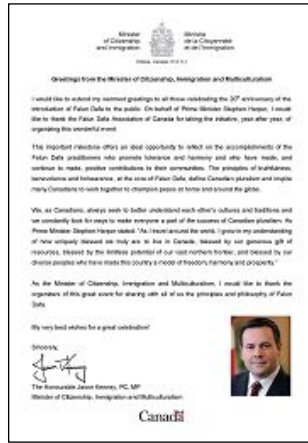 Minister
of Citizenship
and Immigration
Ministre
de la Citoyenneté
et de l'Immigration
Ottawa, Canada K1A 1L1
Greetings from the Minister of Citizenship, Immigration and Multiculturalism
I would like to extend my warmest greetings to all those celebrating the 20th anniversary of the
introduction of Falun Dafa to the public. On behalf of Prime Minister Stephen Harper, I would
like to thank the Falun Dafa Association of Canada for taking the initiative, year after year, of
organizing this wonderful event.
This important milestone offers an ideal opportunity to reflect on the accomplishments of the
Falun Dafa practitioners who promote tolerance and harmony and who have made, and
continue to make, positive contributions to their communities. The principles of truthfulness,
benevolence and forbearance, at the core of Falun Dafa, define Canadian pluralism and inspire
many Canadians to work together to champion peace at home and around the globe.
We, as Canadians, always seek to better understand each other's cultures and traditions and
we constantly look for ways to make everyone a part of the success of Canadian pluralism. As
Prime Minister Stephen Harper stated: "As I travel around the world, I grow in my understanding
of how uniquely blessed we truly are to live in Canada, blessed by our generous gift of
resources, blessed by the limitless potential of our vast northern frontier, and blessed by our
diverse peoples who have made this country a model of freedom, harmony and prosperity."
As the Minister of Citizenship, Immigration and Multiculturalism, I would like to thank the
organizers of this great event for sharing with all of us the principles and philosophy of Falun
Dafa.
My very best wishes for a great celebration!
Sincerely,
The Honourable Jason Kenney, PC, MP
Minister of Citizenship, Immigration and Multiculturalism
Canada